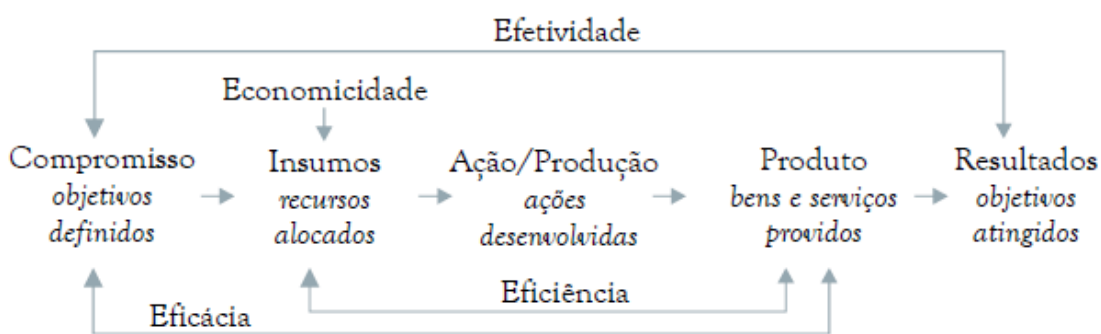 Efetividade
Economicidade
Compromisso
objetivos
definidos
Insumos
recursos
alocados
Ação/Produção
ações
desenvolvidas
Produto
bens e serviços
providos
Resultados
objetivos
atingidos
Eficiência
Eficácia